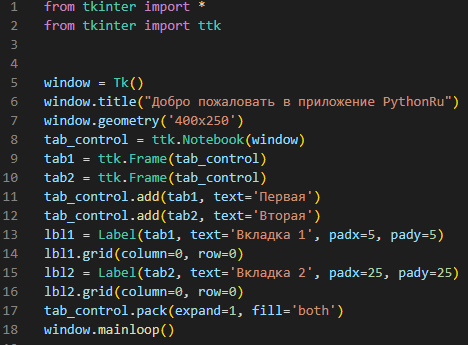 1 from tkinter import *
2 from tkinter import ttk
3
4
5 window = Tk()
6 window.title("Добро пожаловать в приложение PythonRu")
7 window.geometry('400x250')
8 tab_control = ttk.Notebook(window)
9 tab1 = ttk.Frame(tab_control)
10 tab2 = ttk.Frame(tab_control)
11 tab_control.add(tab1, text='Первая')
12 tab_control.add(tab2, text='Вторая')
13 lbl1 = Label(tab1, text='Вкладка 1', padx=5, pady=5)
14 lbl1.grid(column=0, row=0)
15 lbl2 = Label(tab2, text='Вкладка 2', padx=25, pady=25)
16 lbl2.grid(column=0, row=0)
17 tab_control.pack(expand=1, fill='both')
18 window.mainloop()